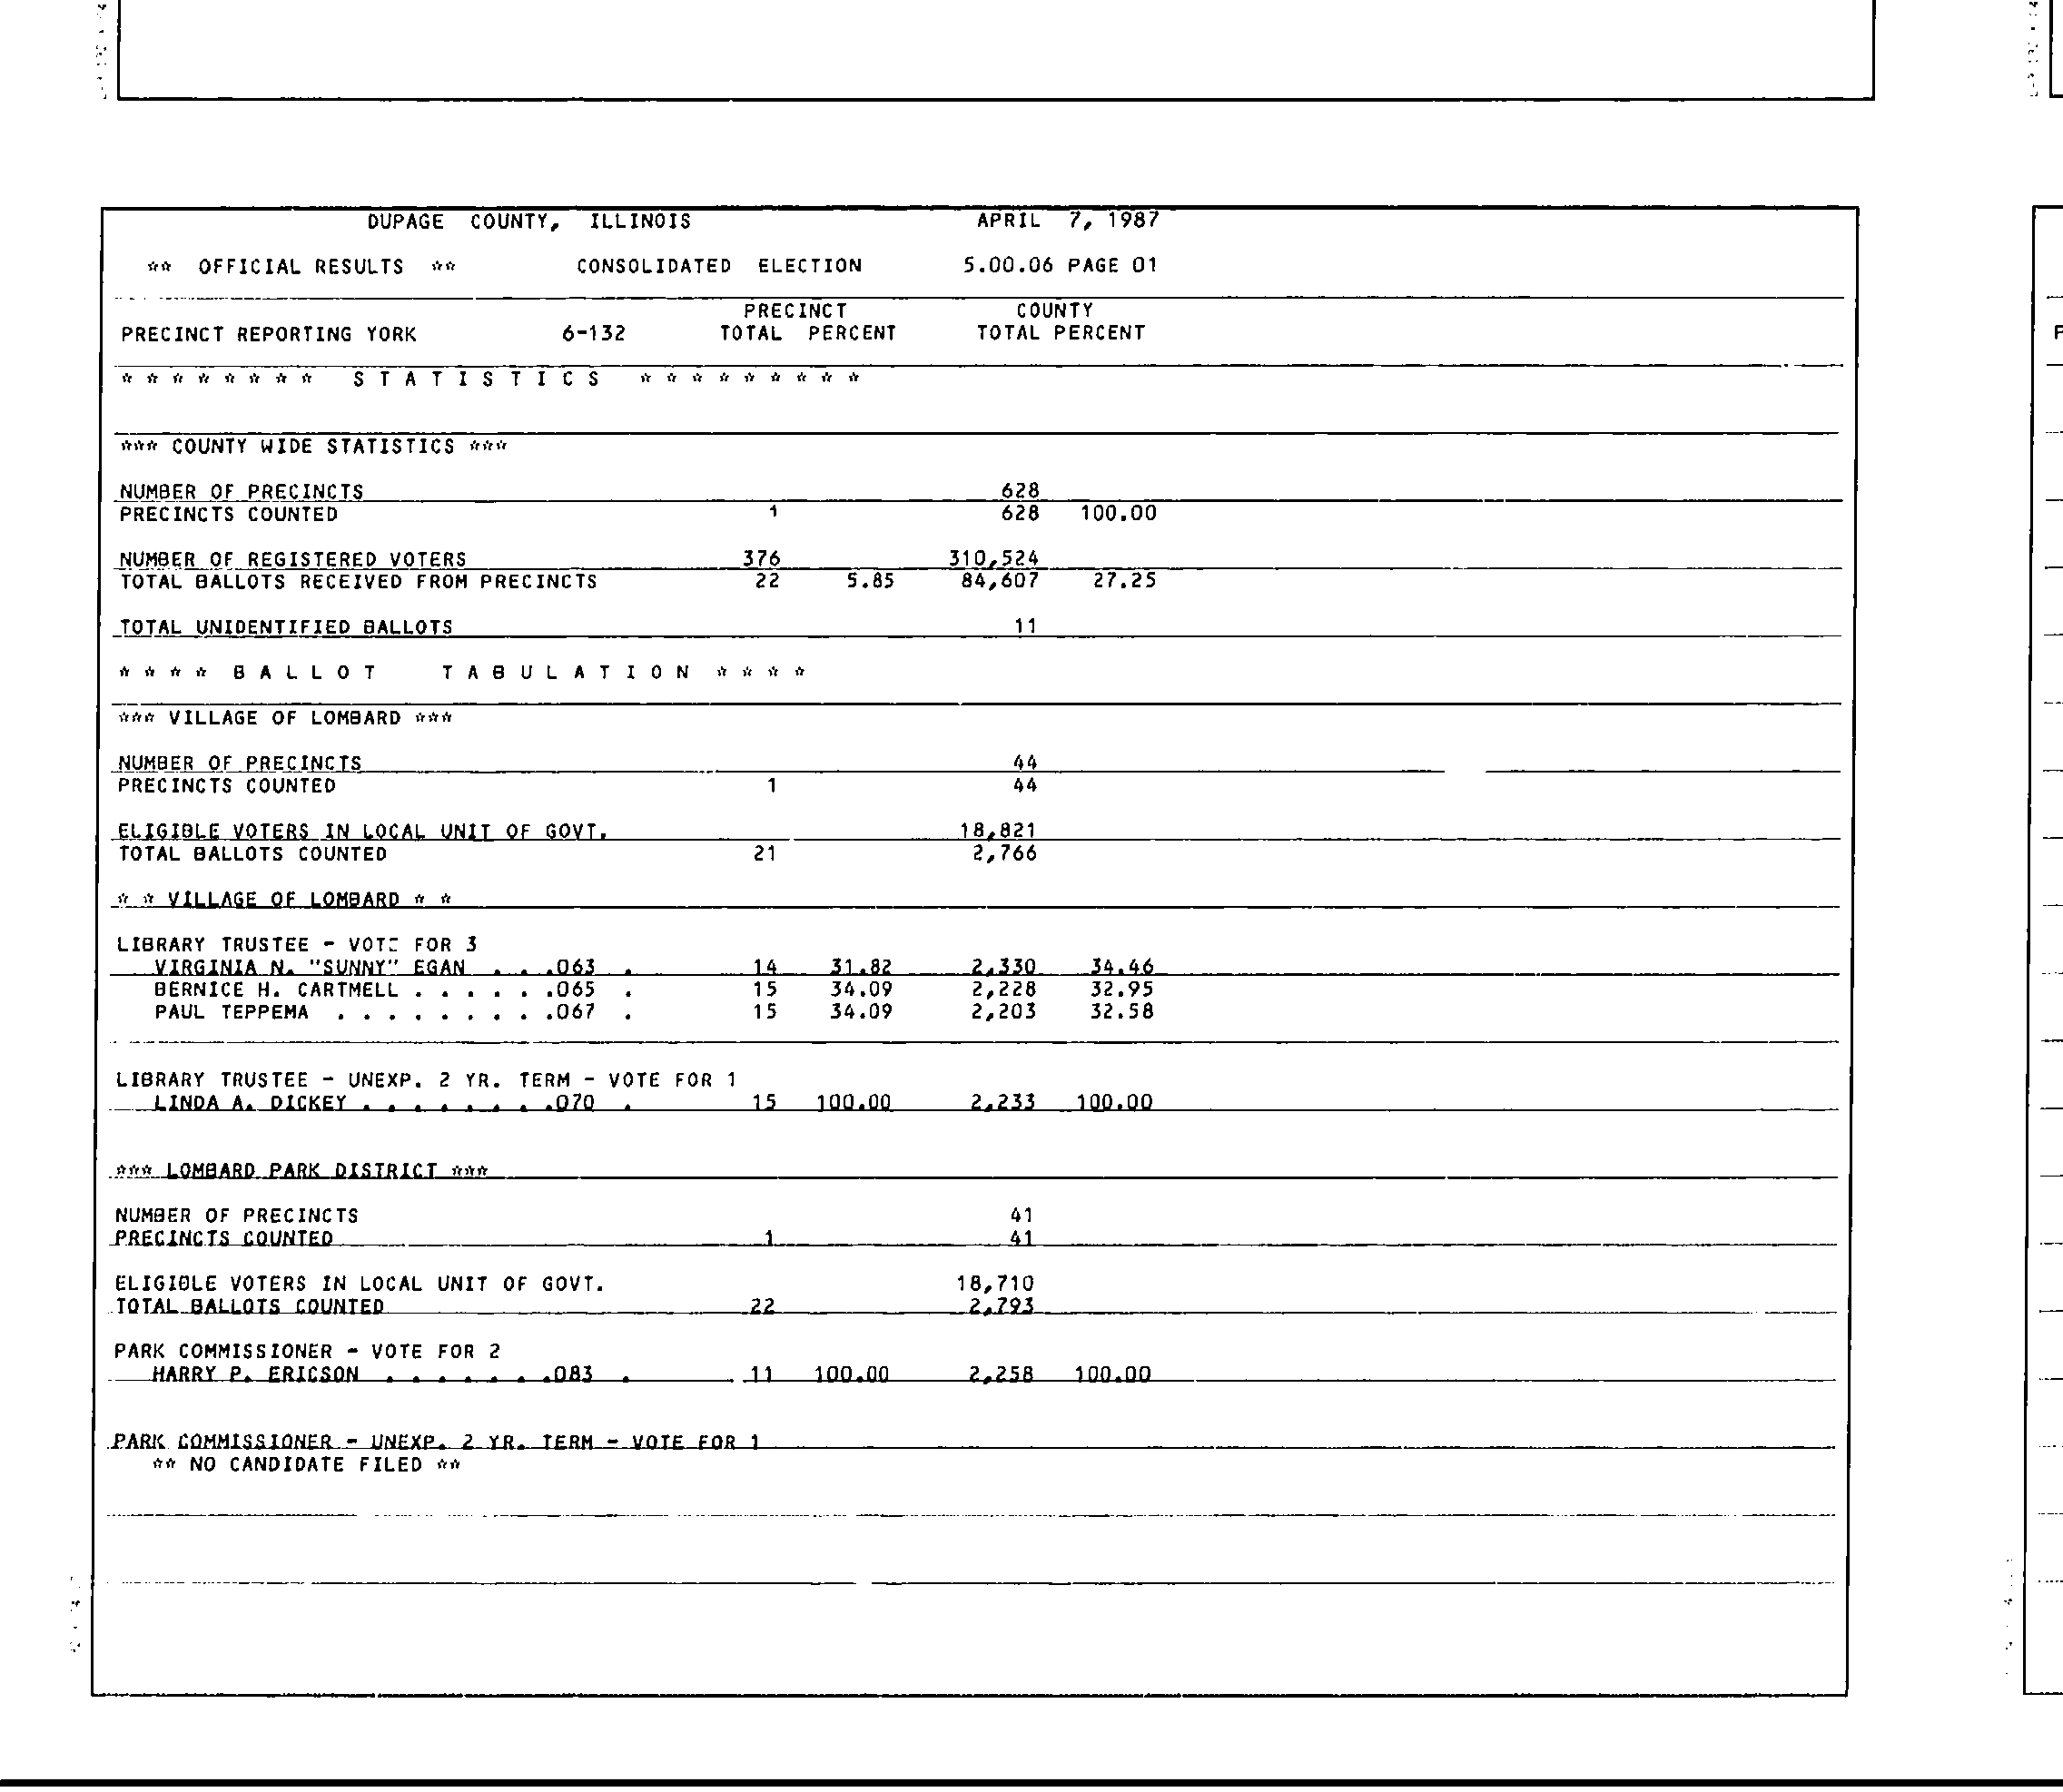 DUPAGE COUNTY, ILLINOIS APRIL 7, 1987
** OFFICIAL RESULTS ** CONSOLIDATED ELECTION 5.00.06 PAGE 01
PRECINCT COUNTY
PRECINCT REPORTING YORK 6-132 TOTAL PERCENT TOTAL PERCENT
* * * * * * * * S T A T I S T I C S * * * * * * * * *
*** COUNTY WIDE STATISTICS ***
NUMBER OF PRECINCTS 628
PRECINCTS COUNTED 1 628 100.00
NUMBER OF REGISTERED VOTERS 376 310,524
TOTAL BALLOTS RECEIVED FROM PRECINCTS 22 5.85 84,607 27.25
TOTAL UNIDENTIFIED BALLOTS 11
* * * * B A L L O T T A B U L A T I O N * * * *
*** VILLAGE OF LOMBARD ***
NUMBER OF PRECINCTS 44
PRECINCTS COUNTED 1 44
ELIGIBLE VOTERS IN LOCAL UNIT OF GOVT. 18,821
TOTAL BALLOTS COUNTED 21 2,766
* * VILLAGE OF LOMBARD * *
LIBRARY TRUSTEE - VOTE FOR 3
VIRGINIA N. "SUNNY" EGAN . . .063 . 14 31.82 2,330 34.46
BERNICE H. CARTMELL . . . . . .065 . 15 34.09 2,228 32.95
PAUL TEPPEMA . . . . . . . . .067 . 15 34.09 2,203 32.58
LIBRARY TRUSTEE - UNEXP. 2 YR. TERM - VOTE FOR 1
LINDA A. DICKEY . . . . . . . .070 . 15 100.00 2,233 100.00
*** LOMBARD PARK DISTRICT ***
NUMBER OF PRECINCTS 41
PRECINCTS COUNTED 1 41
ELIGIBLE VOTERS IN LOCAL UNIT OF GOVT. 18,710
TOTAL BALLOTS COUNTED 22 2,793
PARK COMMISSIONER - VOTE FOR 2
HARRY P. ERICSON . . . . . . .083 . 11 100.00 2,258 100.00
PARK COMMISSIONER - UNEXP. 2 YR. TERM - VOTE FOR 1
** NO CANDIDATE FILED **